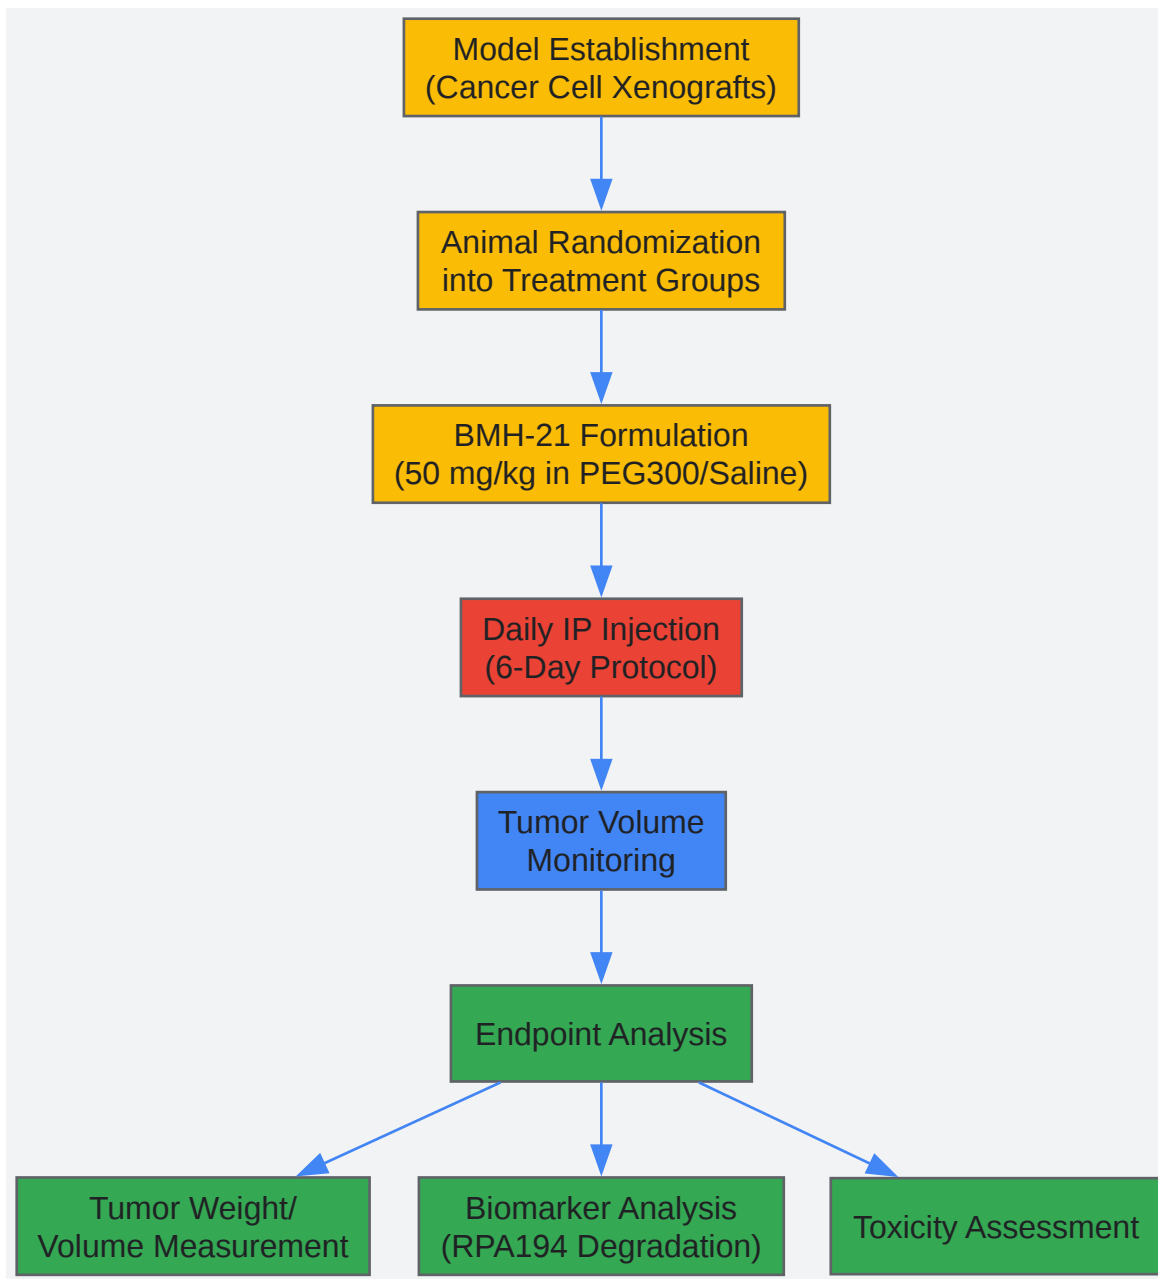 Model Establishment
(Cancer Cell Xenografts)
Animal Randomization
into Treatment Groups
BMH-21 Formulation
(50 mg/kg in PEG300/Saline)
Daily IP Injection
(6-Day Protocol)
Tumor Volume
Monitoring
Endpoint Analysis
Tumor Weight/
Volume Measurement
Biomarker Analysis
(RPA194 Degradation)
Toxicity Assessment